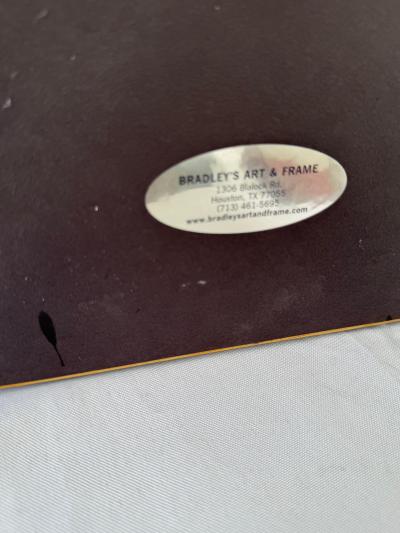 BRADLEY'S ART & FRAME
1306 Blalock Rd.
Houston, TX 77055
(713) 461-5695
www.bradleysartandframe.com